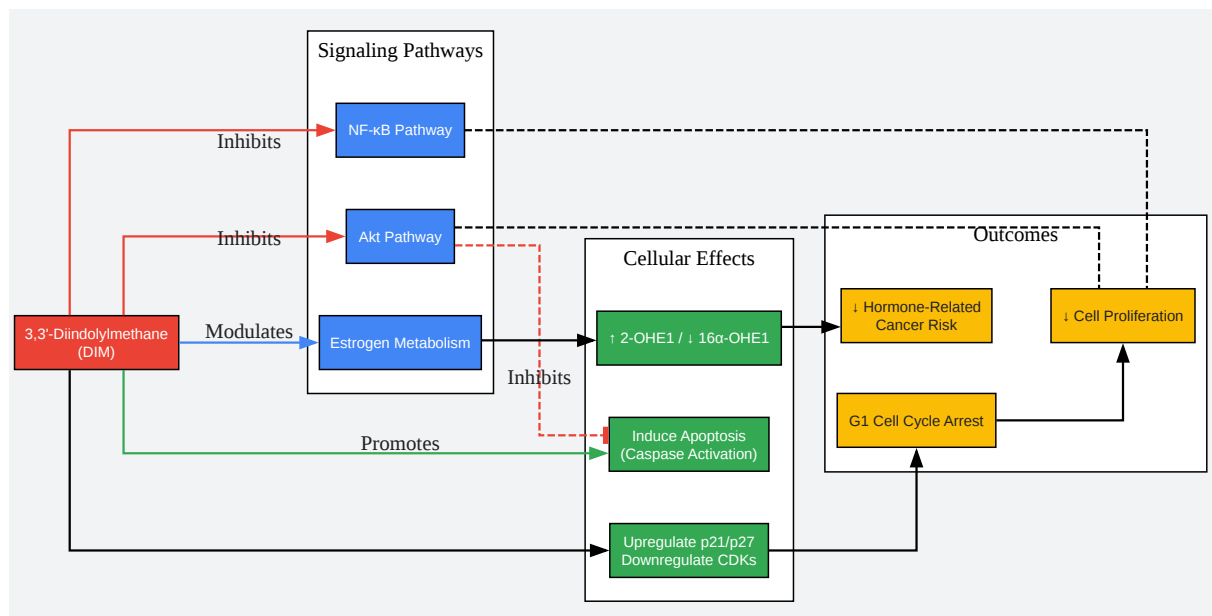 Signaling Pathways
NF-κB Pathway
Inhibits
Akt Pathway
Inhibits
Outcomes
Cellular Effects
↓ Hormone-Related
Cancer Risk
↓ Cell Proliferation
3,3'-Diindolylmethane
(DIM)
Modulates
Estrogen Metabolism
↑ 2-OHE1 / ↓ 16α-OHE1
Inhibits
G1 Cell Cycle Arrest
Promotes
Induce Apoptosis
(Caspase Activation)
Upregulate p21/p27
Downregulate CDKs